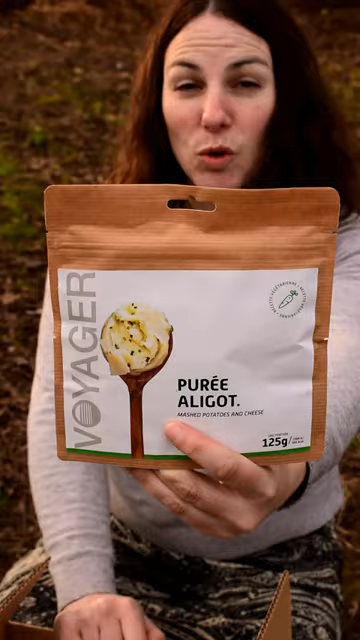 VOYAGER
PURÉE
ALIGOT.
MASHED POTATOES AND CHEESE
125g/